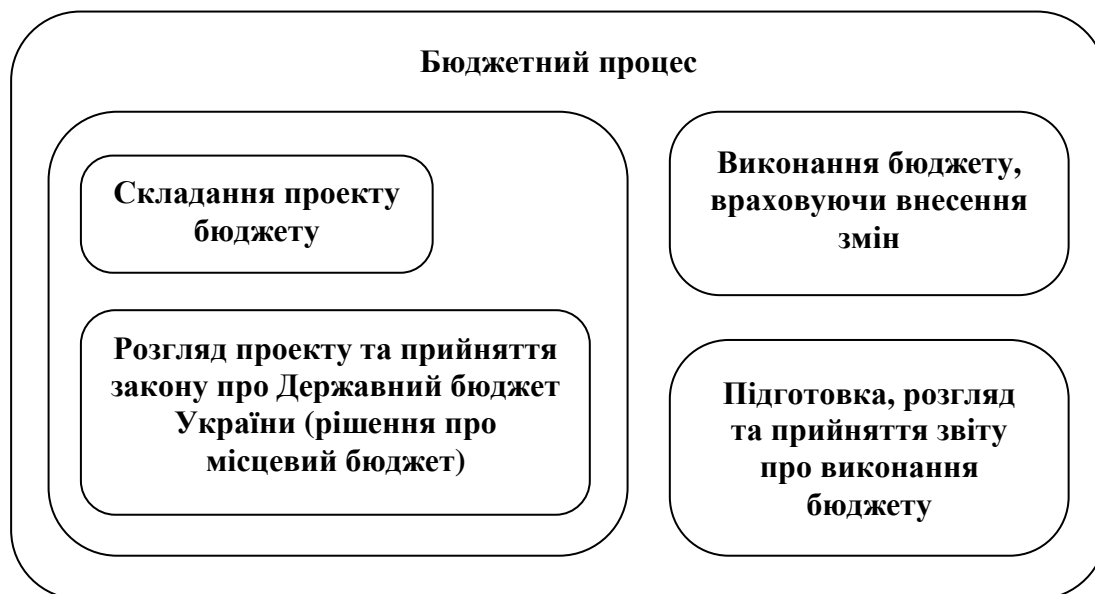 Бюджетний процес
Складання проекту
бюджету
Розгляд проекту та прийняття
закону про Державний бюджет
України (рішення про
місцевий бюджет)
Виконання бюджету,
враховуючи внесення
змін
Підготовка, розгляд
та прийняття звіту
про виконання
бюджету